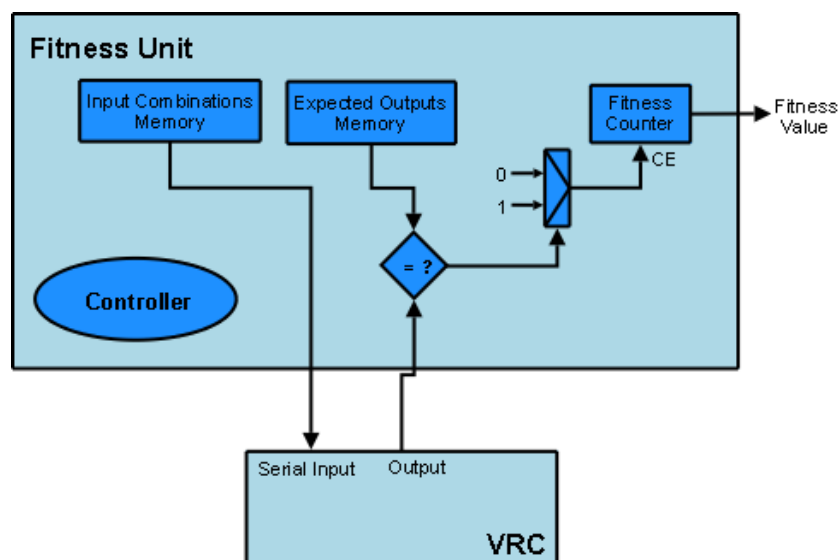 Fitness Unit
Input Combinations
Memory
Expected Outputs
Memory
Fitness
Counter
Fitness
Value
CE
0
1
= ?
Controller
Serial Input
Output
VRC